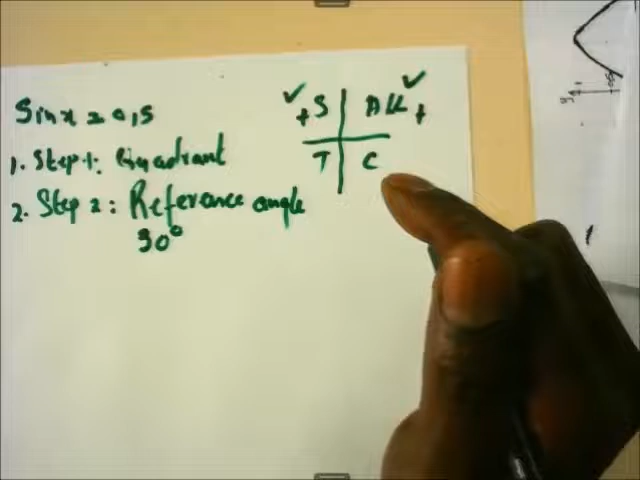 Sin x = 0,5
+S | All +
1. Step 1: Quadrant
T | C
2. Step 2: Reference angle
30°